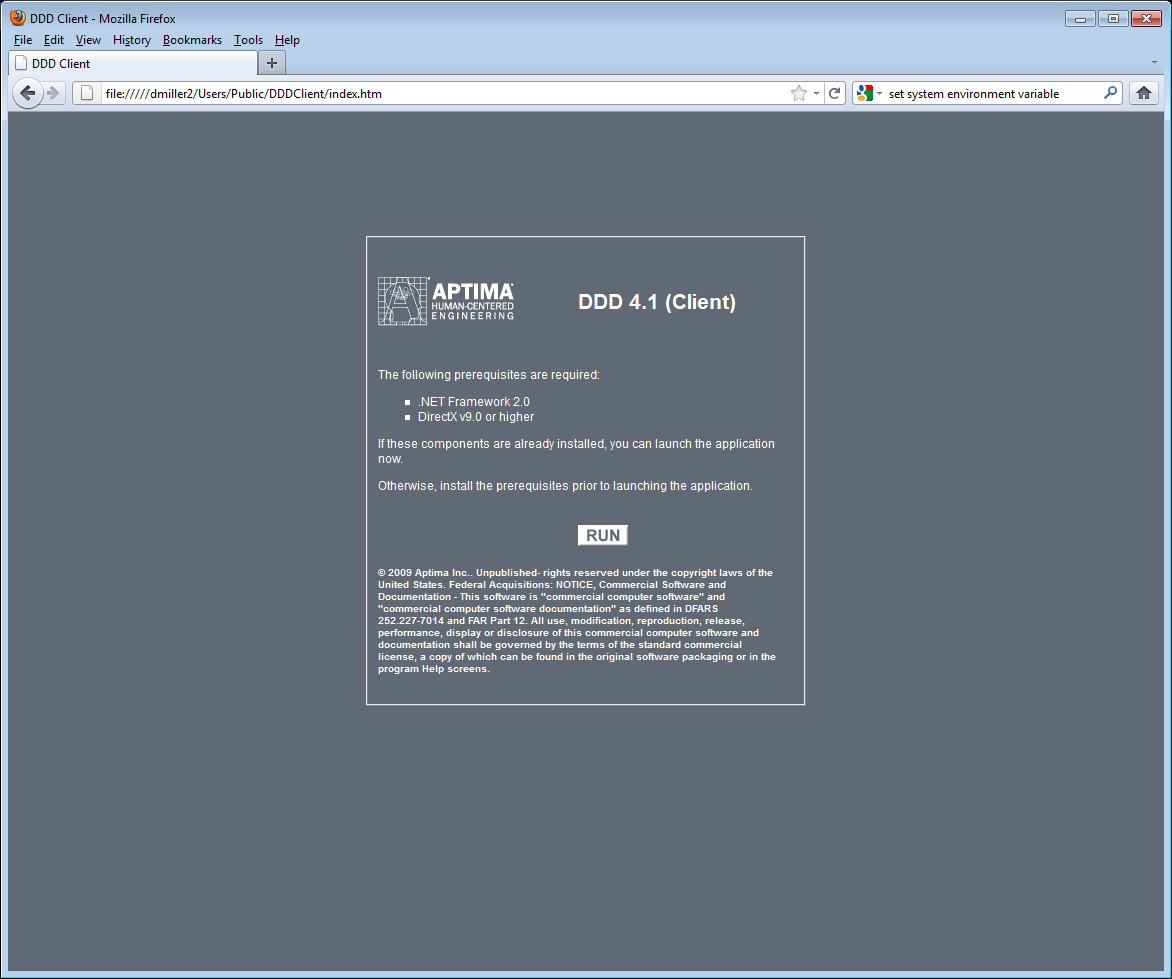 DDD Client - Mozilla Firefox
File Edit View History Bookmarks Tools Help
DDD Client
file://///dmiller2/Users/Public/DDDClient/index.htm
set system environment variable
APTIMA
HUMAN-CENTERED
ENGINEERING
DDD 4.1 (Client)
The following prerequisites are required:
.NET Framework 2.0
DirectX v9.0 or higher
If these components are already installed, you can launch the application
now.
Otherwise, install the prerequisites prior to launching the application.
RUN
© 2009 Aptima Inc.. Unpublished- rights reserved under the copyright laws of the
United States. Federal Acquisitions: NOTICE, Commercial Software and
Documentation - This software is "commercial computer software" and
"commercial computer software documentation" as defined in DFARS
252.227-7014 and FAR Part 12. All use, modification, reproduction, release,
performance, display or disclosure of this commercial computer software and
documentation shall be governed by the terms of the standard commercial
license, a copy of which can be found in the original software packaging or in the
program Help screens.